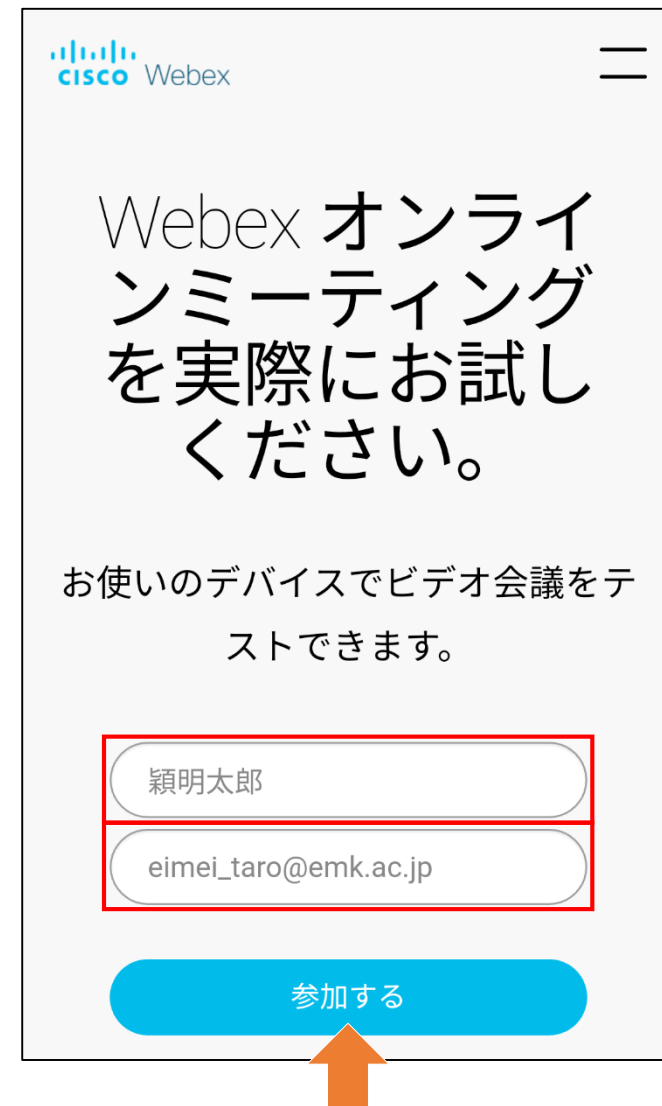 cisco Webex
Webex オンライ
ンミーティング
を実際にお試し
ください。
お使いのデバイスでビデオ会議をテ
ストできます。
穎明太郎
eimei_taro@emk.ac.jp
参加する